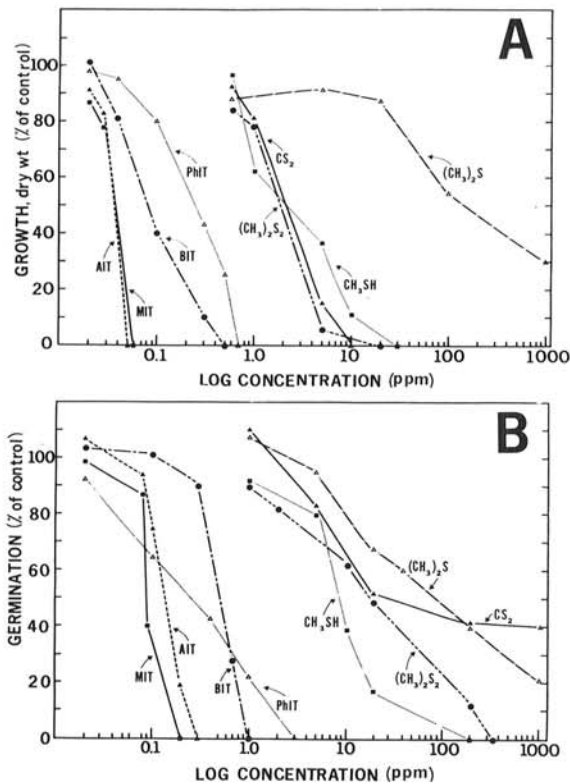 A
GROWTH, dry wt (% of control)
100
80
60
40
20
0
PhIT
BIT
AIT
MIT
CS2
(CH3)2S2
CH3SH
(CH3)2S
0.1
1.0
10
100
1000
LOG CONCENTRATION (ppm)
B
GERMINATION (% of control)
100
80
60
40
20
0
MIT
AIT
BIT
PhIT
CH3SH
(CH3)2S
CS2
(CH3)2S2
0.1
1.0
10
100
1000
LOG CONCENTRATION (ppm)